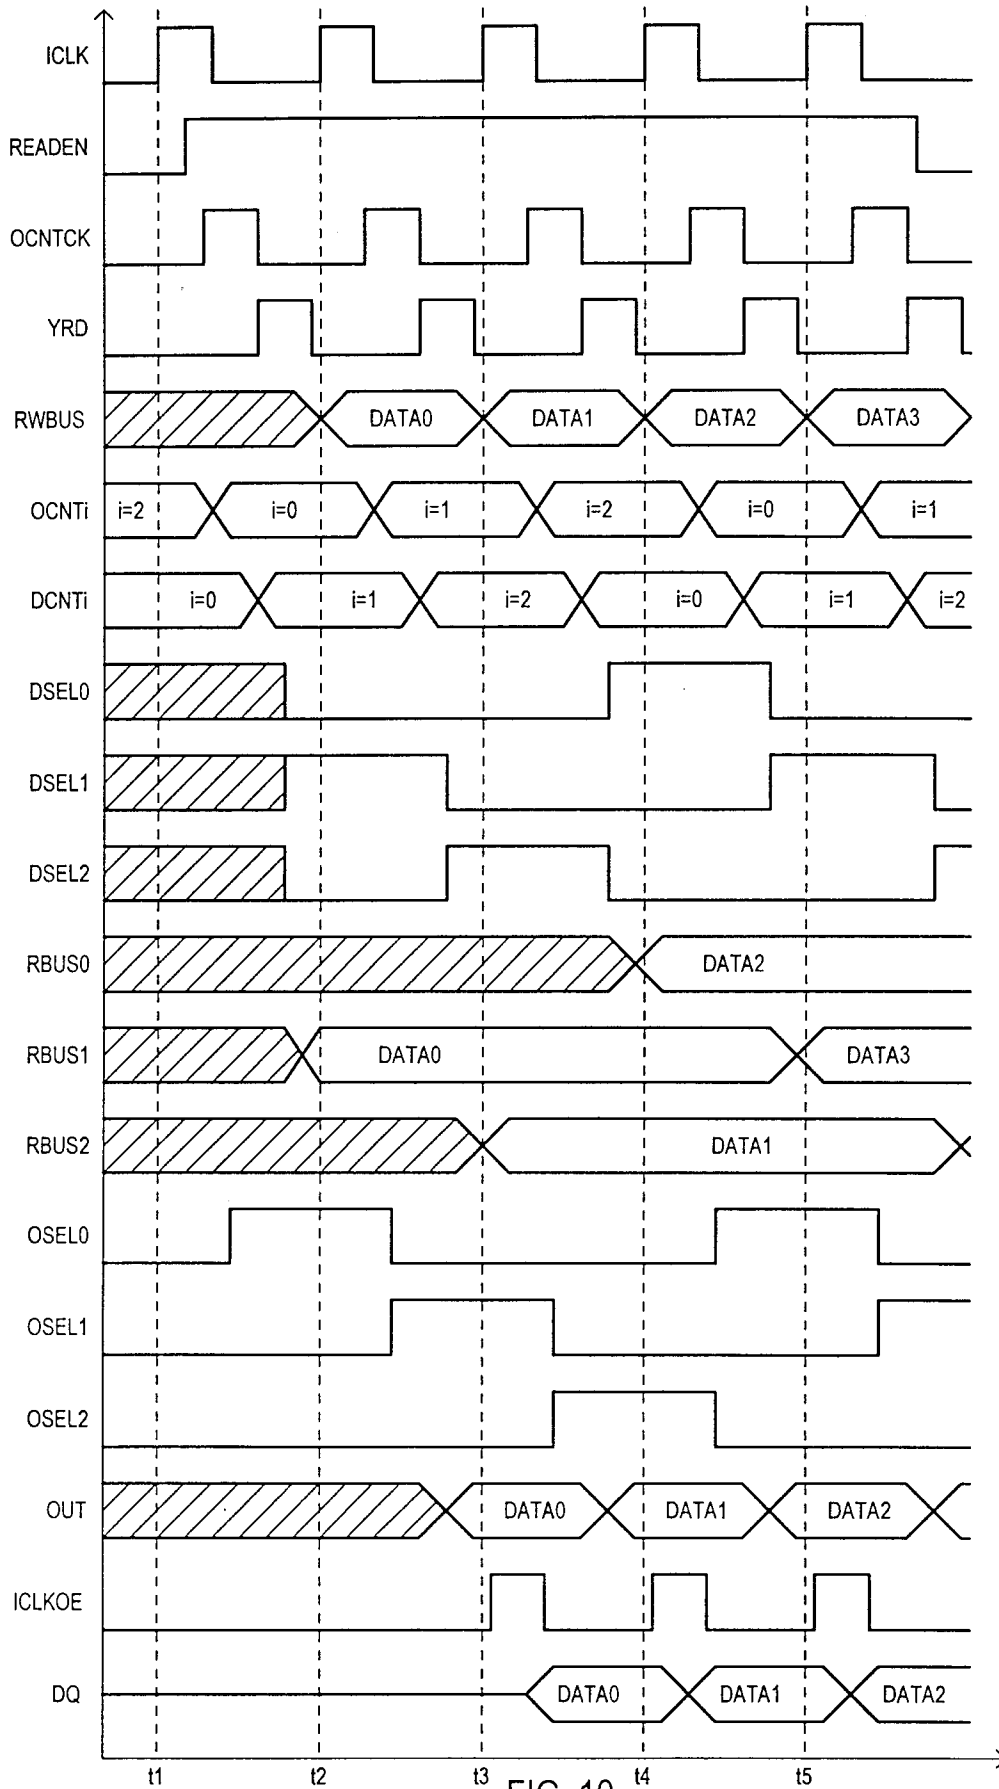 ICLK
READEN
OCNTCK
YRD
RWBUS DATA0 DATA1 DATA2 DATA3
OCNTi i=2 i=0 i=1 i=2 i=0 i=1
DCNTi i=0 i=1 i=2 i=0 i=1 i=2
DSEL0
DSEL1
DSEL2
RBUS0 DATA2
RBUS1 DATA0 DATA3
RBUS2 DATA1
OSEL0
OSEL1
OSEL2
OUT DATA0 DATA1 DATA2
ICLKOE
DQ DATA0 DATA1 DATA2
t1 t2 t3 t4 t5
FIG. 10